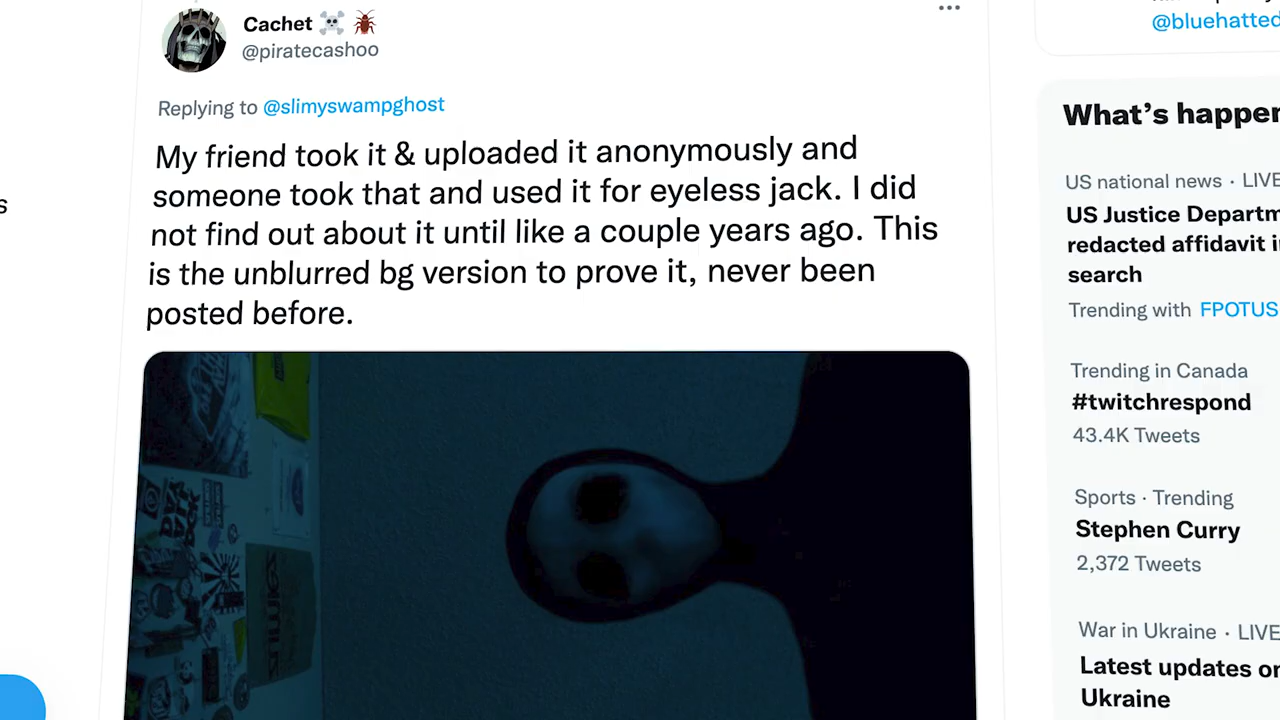 Cachet ☠️ 🪳
@piratecashoo
Replying to @slimyswampghost
My friend took it & uploaded it anonymously and
someone took that and used it for eyeless jack. I did
not find out about it until like a couple years ago. This
is the unblurred bg version to prove it, never been
posted before.
@bluehatted
What's happen
US national news · LIVE
US Justice Departm
redacted affidavit i
search
Trending with FPOTUS
Trending in Canada
#twitchrespond
43.4K Tweets
Sports · Trending
Stephen Curry
2,372 Tweets
War in Ukraine · LIVE
Latest updates on
Ukraine